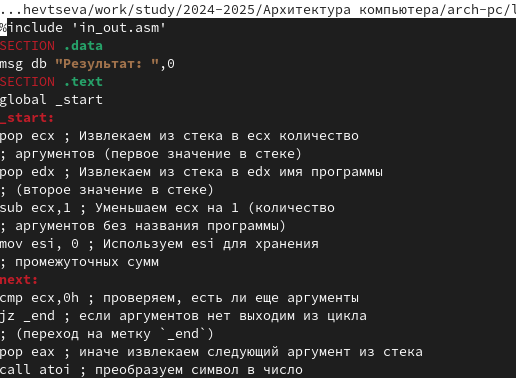 ...hevtseva/work/study/2024-2025/Архитектура компьютера/arch-pc/l
%include 'in_out.asm'
SECTION .data
msg db "Результат: ",0
SECTION .text
global _start
_start:
pop ecx ; Извлекаем из стека в ecx количество
; аргументов (первое значение в стеке)
pop edx ; Извлекаем из стека в edx имя программы
; (второе значение в стеке)
sub ecx,1 ; Уменьшаем ecx на 1 (количество
; аргументов без названия программы)
mov esi, 0 ; Используем esi для хранения
; промежуточных сумм
next:
cmp ecx,0h ; проверяем, есть ли еще аргументы
jz _end ; если аргументов нет выходим из цикла
; (переход на метку `_end`)
pop eax ; иначе извлекаем следующий аргумент из стека
call atoi ; преобразуем символ в число